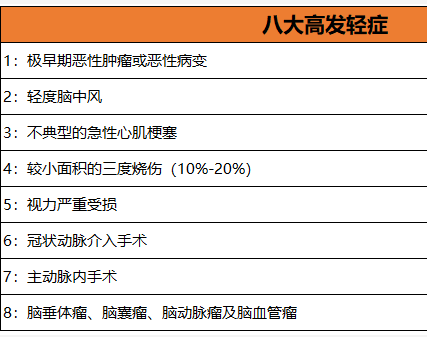 八大高发轻症
1：极早期恶性肿瘤或恶性病变
2：轻度脑中风
3：不典型的急性心肌梗塞
4：较小面积的三度烧伤（10%-20%）
5：视力严重受损
6：冠状动脉介入手术
7：主动脉内手术
8：脑垂体瘤、脑囊瘤、脑动脉瘤及脑血管瘤